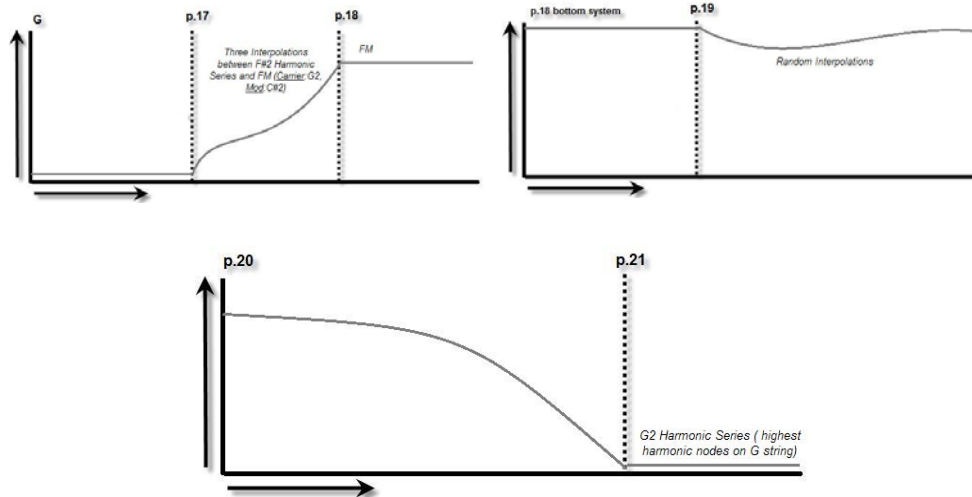 G
p.17
p.18
Three Interpolations
between F#2 Harmonic
Series and FM (Carrier:G2,
Mod:C#2)
FM
p.18 bottom system
p.19
Random Interpolations
p.20
p.21
G2 Harmonic Series ( highest
harmonic nodes on G string)